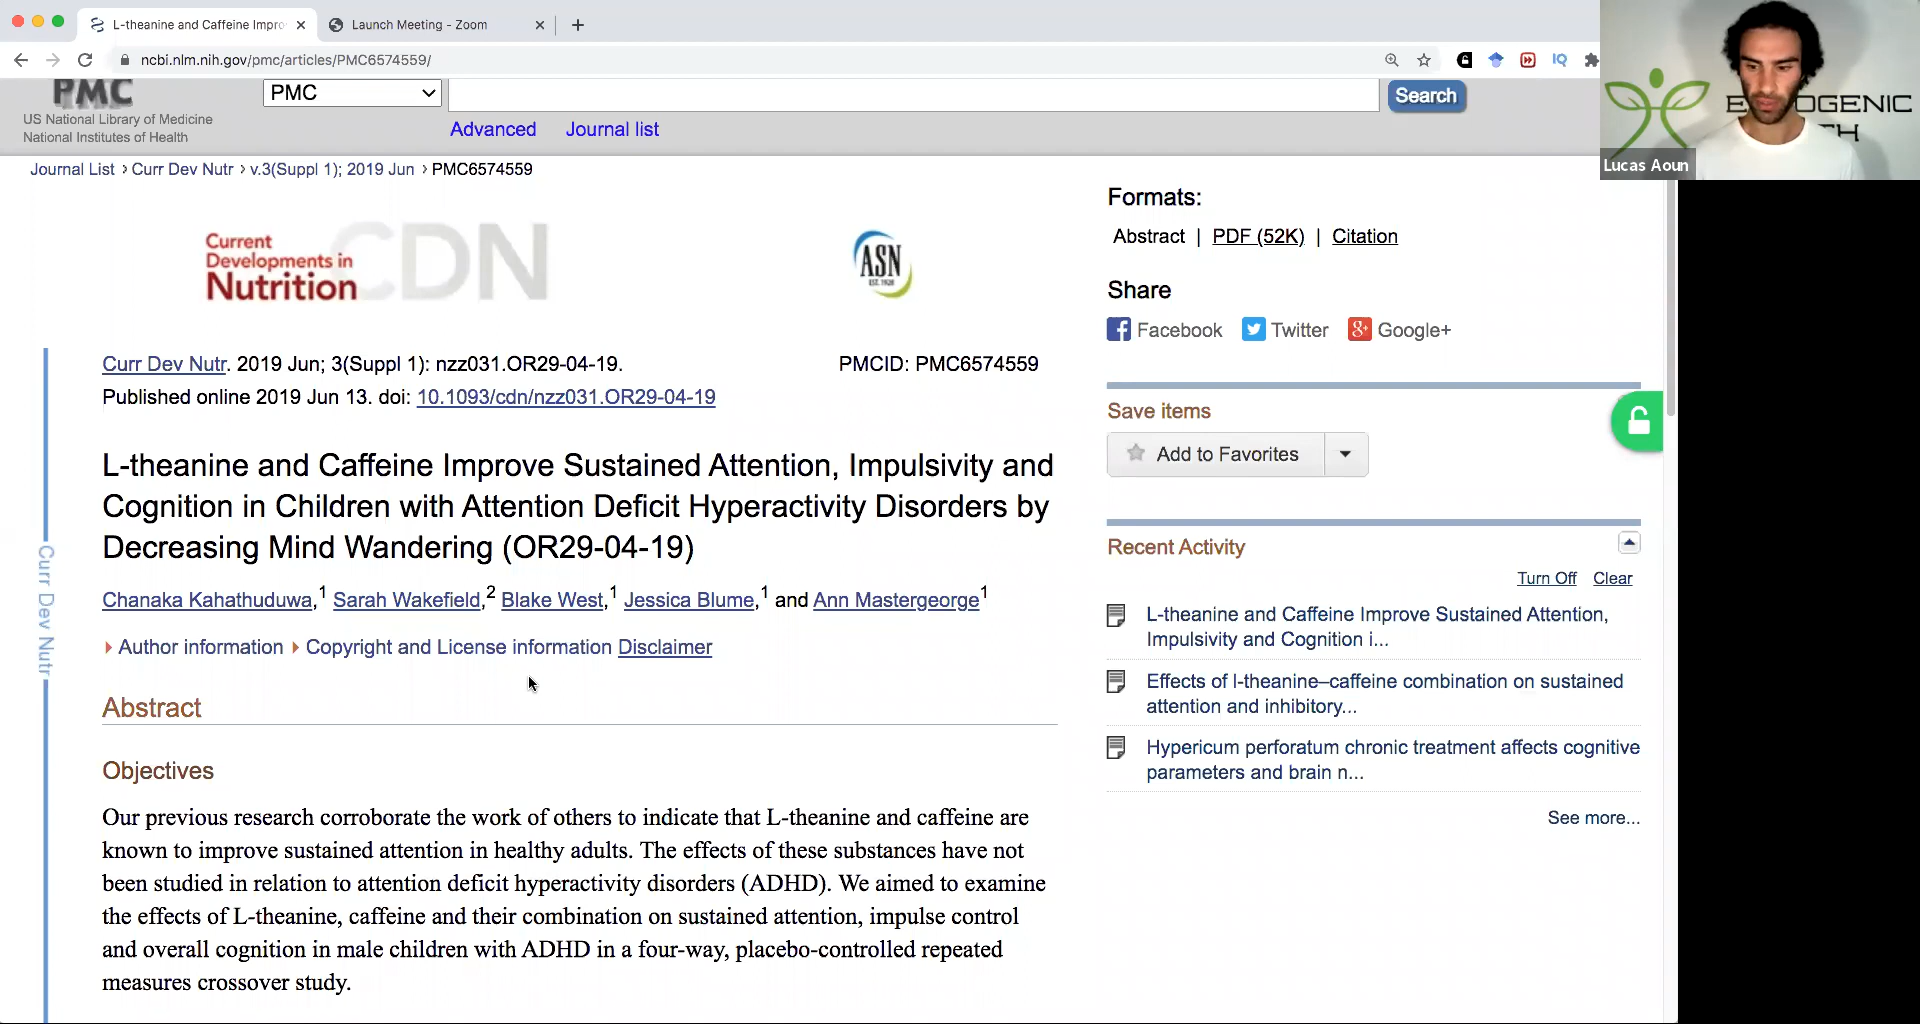 L-theanine and Caffeine Impro
Launch Meeting - Zoom
ncbi.nlm.nih.gov/pmc/articles/PMC6574559/
IQ
PMC
US National Library of Medicine
National Institutes of Health
PMC
Search
Advanced
Journal list
Lucas Aoun
Journal List > Curr Dev Nutr > v.3(Suppl 1); 2019 Jun > PMC6574559
Current
Developments in
Nutrition
CDN
ASN
EST. 1928
Curr Dev Nutr. 2019 Jun; 3(Suppl 1): nzz031.OR29-04-19.
PMCID: PMC6574559
Published online 2019 Jun 13. doi: 10.1093/cdn/nzz031.OR29-04-19
L-theanine and Caffeine Improve Sustained Attention, Impulsivity and
Cognition in Children with Attention Deficit Hyperactivity Disorders by
Decreasing Mind Wandering (OR29-04-19)
Chanaka Kahathuduwa,1 Sarah Wakefield,2 Blake West,1 Jessica Blume,1 and Ann Mastergeorge1
Author information Copyright and License information Disclaimer
Abstract
Objectives
Our previous research corroborate the work of others to indicate that L-theanine and caffeine are
known to improve sustained attention in healthy adults. The effects of these substances have not
been studied in relation to attention deficit hyperactivity disorders (ADHD). We aimed to examine
the effects of L-theanine, caffeine and their combination on sustained attention, impulse control
and overall cognition in male children with ADHD in a four-way, placebo-controlled repeated
measures crossover study.
Curr Dev Nutr
Formats:
Abstract | PDF (52K) | Citation
Share
Facebook Twitter Google+
Save items
Add to Favorites
Recent Activity
Turn Off Clear
L-theanine and Caffeine Improve Sustained Attention,
Impulsivity and Cognition i...
Effects of l-theanine–caffeine combination on sustained
attention and inhibitory...
Hypericum perforatum chronic treatment affects cognitive
parameters and brain n...
See more...